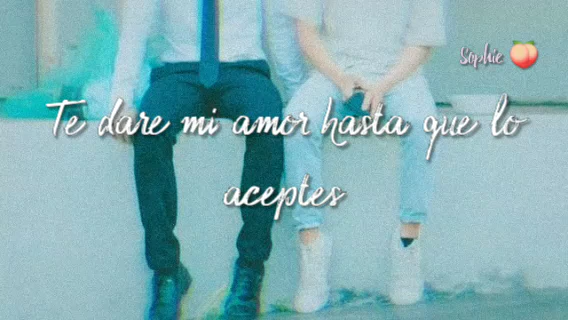 Sophie 🍑
Te dare mi amor hasta que lo
aceptes